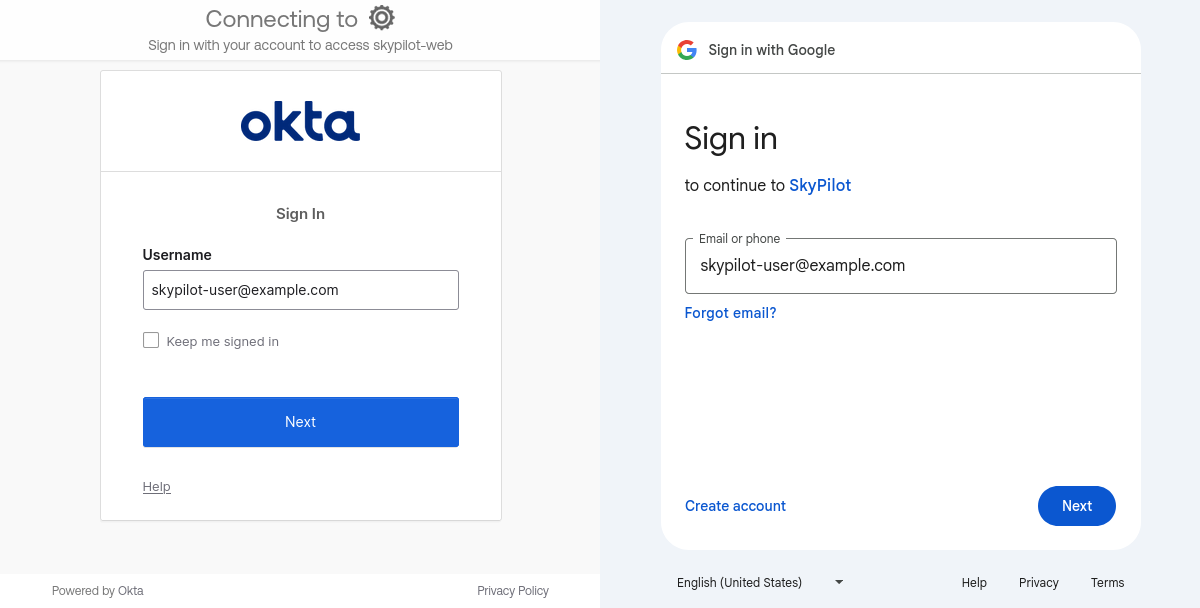 Connecting to
Sign in with your account to access skypilot-web
okta
Sign In
Username
skypilot-user@example.com
Keep me signed in
Next
Help
Powered by Okta
Privacy Policy
Sign in with Google
Sign in
to continue to SkyPilot
Email or phone
skypilot-user@example.com
Forgot email?
Create account
Next
English (United States)
Help
Privacy
Terms